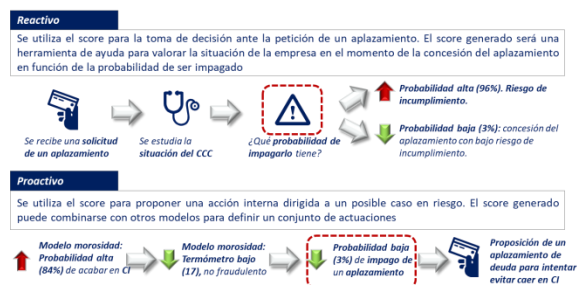 Reactivo
Se utiliza el score para la toma de decisión ante la petición de un aplazamiento. El score generado será una
herramienta de ayuda para valorar la situación de la empresa en el momento de la concesión del aplazamiento
en función de la probabilidad de ser impagado
Probabilidad alta (96%). Riesgo de
incumplimiento.
Se recibe una solicitud
de un aplazamiento
Se estudia la
situación del CCC
¿Qué probabilidad de
impagarlo tiene?
Probabilidad baja (3%): concesión del
aplazamiento con bajo riesgo de
incumplimiento.
Proactivo
Se utiliza el score para proponer una acción interna dirigida a un posible caso en riesgo. El score generado
puede combinarse con otros modelos para definir un conjunto de actuaciones
Modelo morosidad:
Probabilidad alta
(84%) de acabar en CI
Modelo morosidad:
Termómetro bajo
(17), no fraudulento
Probabilidad baja
(3%) de impago de
un aplazamiento
Proposición de un
aplazamiento de
deuda para intentar
evitar caer en CI